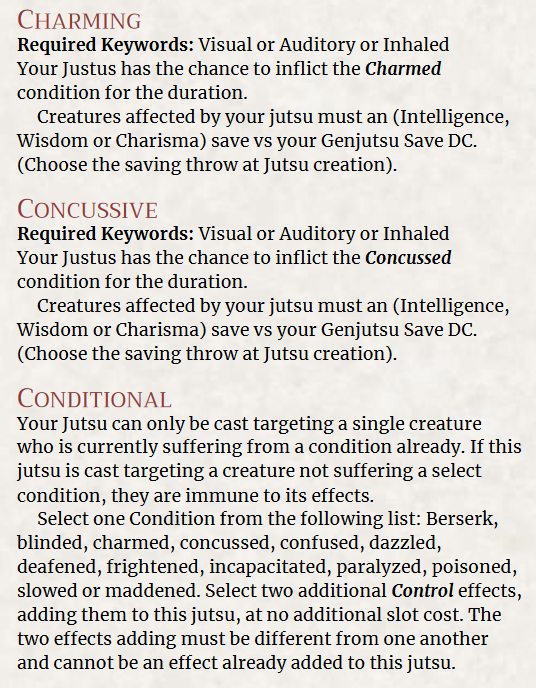 CHARMING
Required Keywords: Visual or Auditory or Inhaled
Your Justus has the chance to inflict the Charmed
condition for the duration.
Creatures affected by your jutsu must an (Intelligence,
Wisdom or Charisma) save vs your Genjutsu Save DC.
(Choose the saving throw at Jutsu creation).
CONCUSSIVE
Required Keywords: Visual or Auditory or Inhaled
Your Justus has the chance to inflict the Concussed
condition for the duration.
Creatures affected by your jutsu must an (Intelligence,
Wisdom or Charisma) save vs your Genjutsu Save DC.
(Choose the saving throw at Jutsu creation).
CONDITIONAL
Your Jutsu can only be cast targeting a single creature
who is currently suffering from a condition already. If this
jutsu is cast targeting a creature not suffering a select
condition, they are immune to its effects.
Select one Condition from the following list: Berserk,
blinded, charmed, concussed, confused, dazzled,
deafened, frightened, incapacitated, paralyzed, poisoned,
slowed or maddened. Select two additional Control effects,
adding them to this jutsu, at no additional slot cost. The
two effects adding must be different from one another
and cannot be an effect already added to this jutsu.